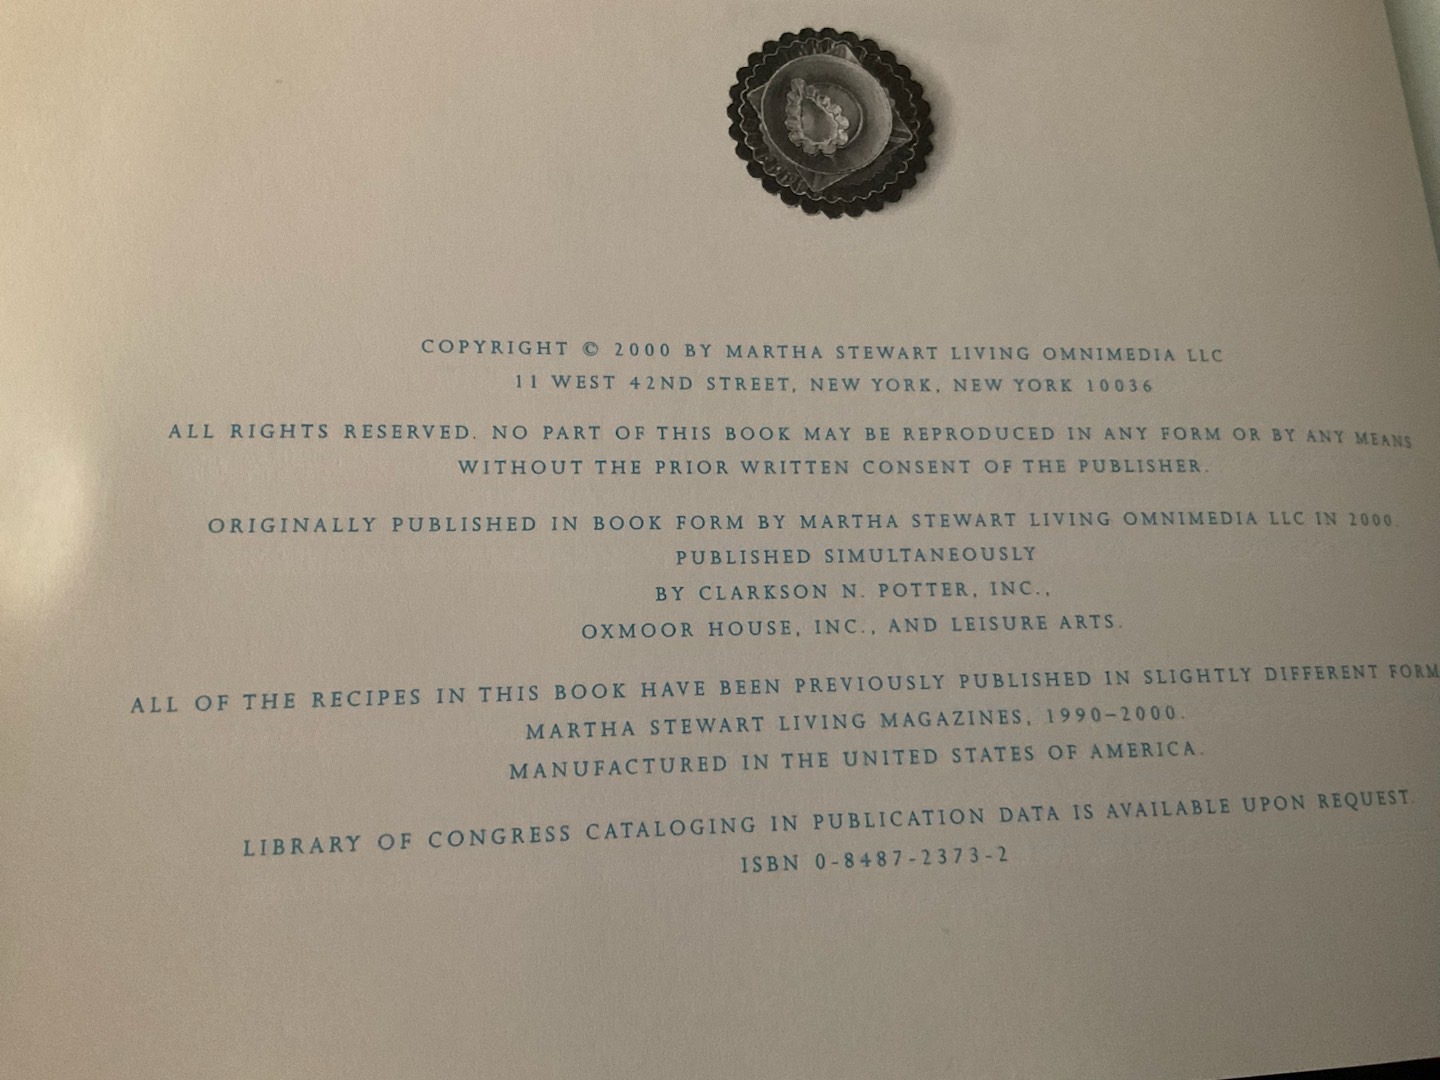 COPYRIGHT © 2000 BY MARTHA STEWART LIVING OMNIMEDIA LLC
11 WEST 42ND STREET, NEW YORK, NEW YORK 10036
ALL RIGHTS RESERVED. NO PART OF THIS BOOK MAY BE REPRODUCED IN ANY FORM OR BY ANY MEANS
WITHOUT THE PRIOR WRITTEN CONSENT OF THE PUBLISHER.
ORIGINALLY PUBLISHED IN BOOK FORM BY MARTHA STEWART LIVING OMNIMEDIA LLC IN 2000.
PUBLISHED SIMULTANEOUSLY
BY CLARKSON N. POTTER, INC.,
OXMOOR HOUSE, INC., AND LEISURE ARTS.
ALL OF THE RECIPES IN THIS BOOK HAVE BEEN PREVIOUSLY PUBLISHED IN SLIGHTLY DIFFERENT FORM
MARTHA STEWART LIVING MAGAZINES, 1990–2000.
MANUFACTURED IN THE UNITED STATES OF AMERICA.
LIBRARY OF CONGRESS CATALOGING IN PUBLICATION DATA IS AVAILABLE UPON REQUEST.
ISBN 0-8487-2373-2